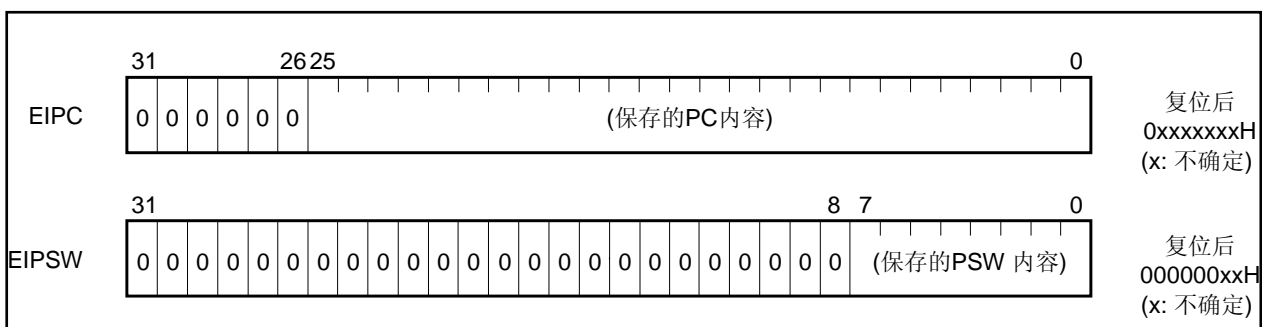 31 26 25 0
EIPC 0 0 0 0 0 0 (保存的PC内容) 复位后
0xxxxxxxH
(x: 不确定)
31 8 7 0
EIPSW 0 0 0 0 0 0 0 0 0 0 0 0 0 0 0 0 0 0 0 0 0 0 0 0 (保存的PSW 内容) 复位后
000000xxH
(x: 不确定)